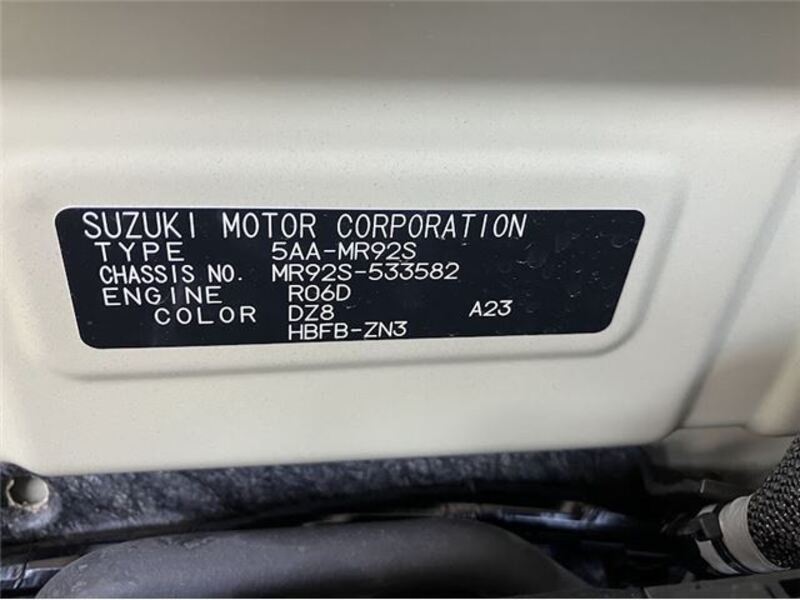 SUZUKI MOTOR CORPORATION
TYPE 5AA-MR92S
CHASSIS NO. MR92S-533582
ENGINE R06D
COLOR DZ8 A23
HBFB-ZN3